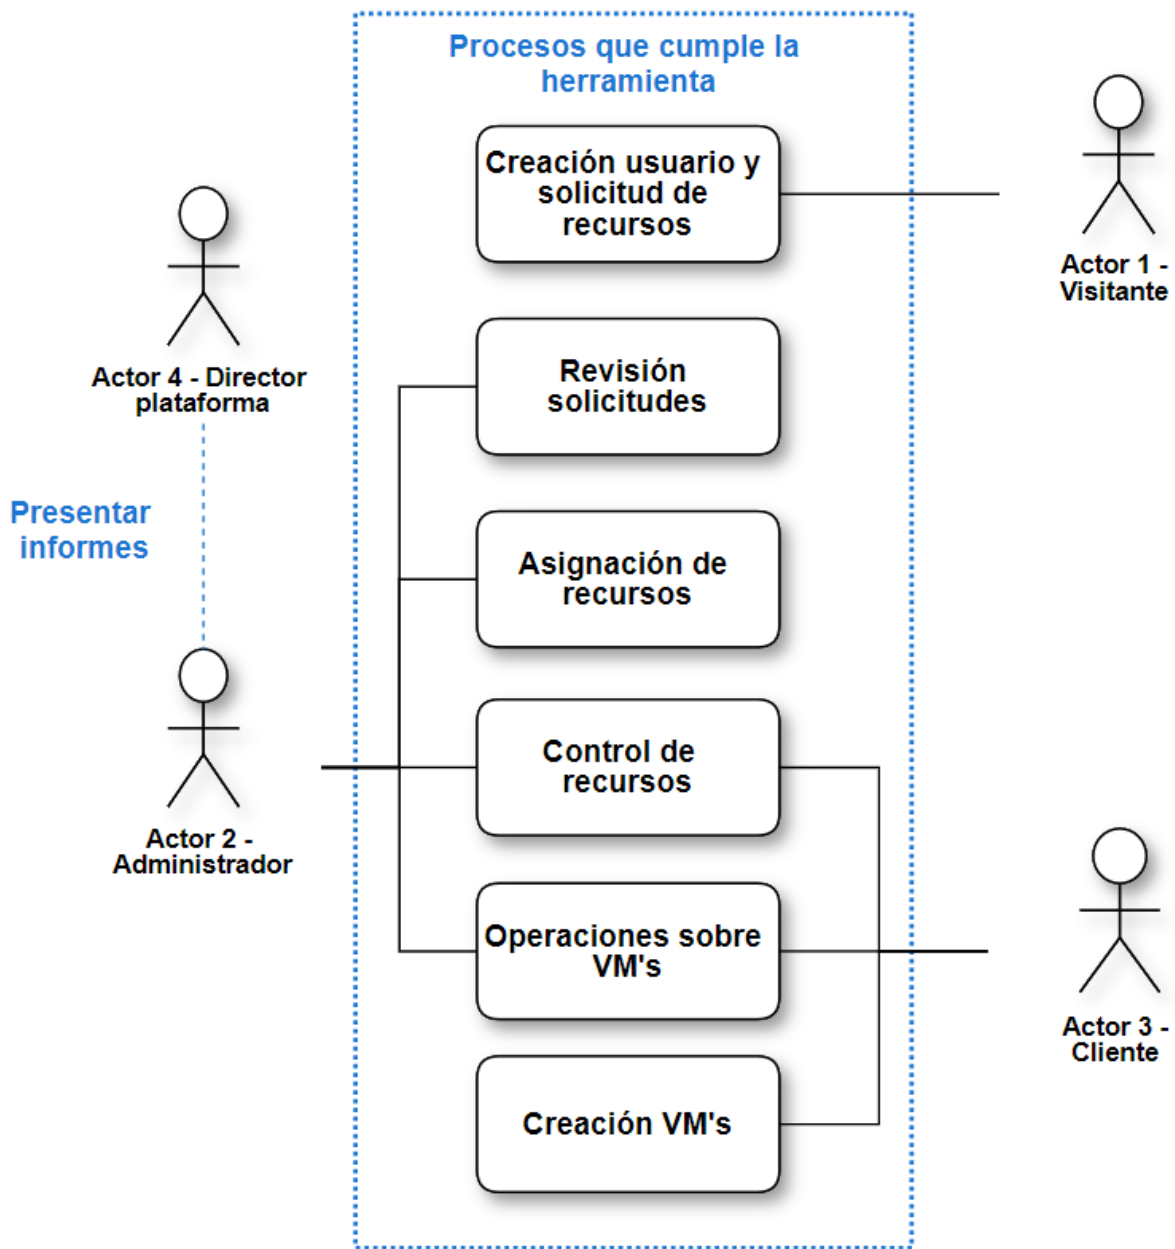 Procesos que cumple la
herramienta
Creación usuario y
solicitud de
recursos
Actor 1 -
Visitante
Actor 4 - Director
plataforma
Revisión
solicitudes
Presentar
informes
Asignación de
recursos
Actor 2 -
Administrador
Control de
recursos
Operaciones sobre
VM's
Actor 3 -
Cliente
Creación VM's